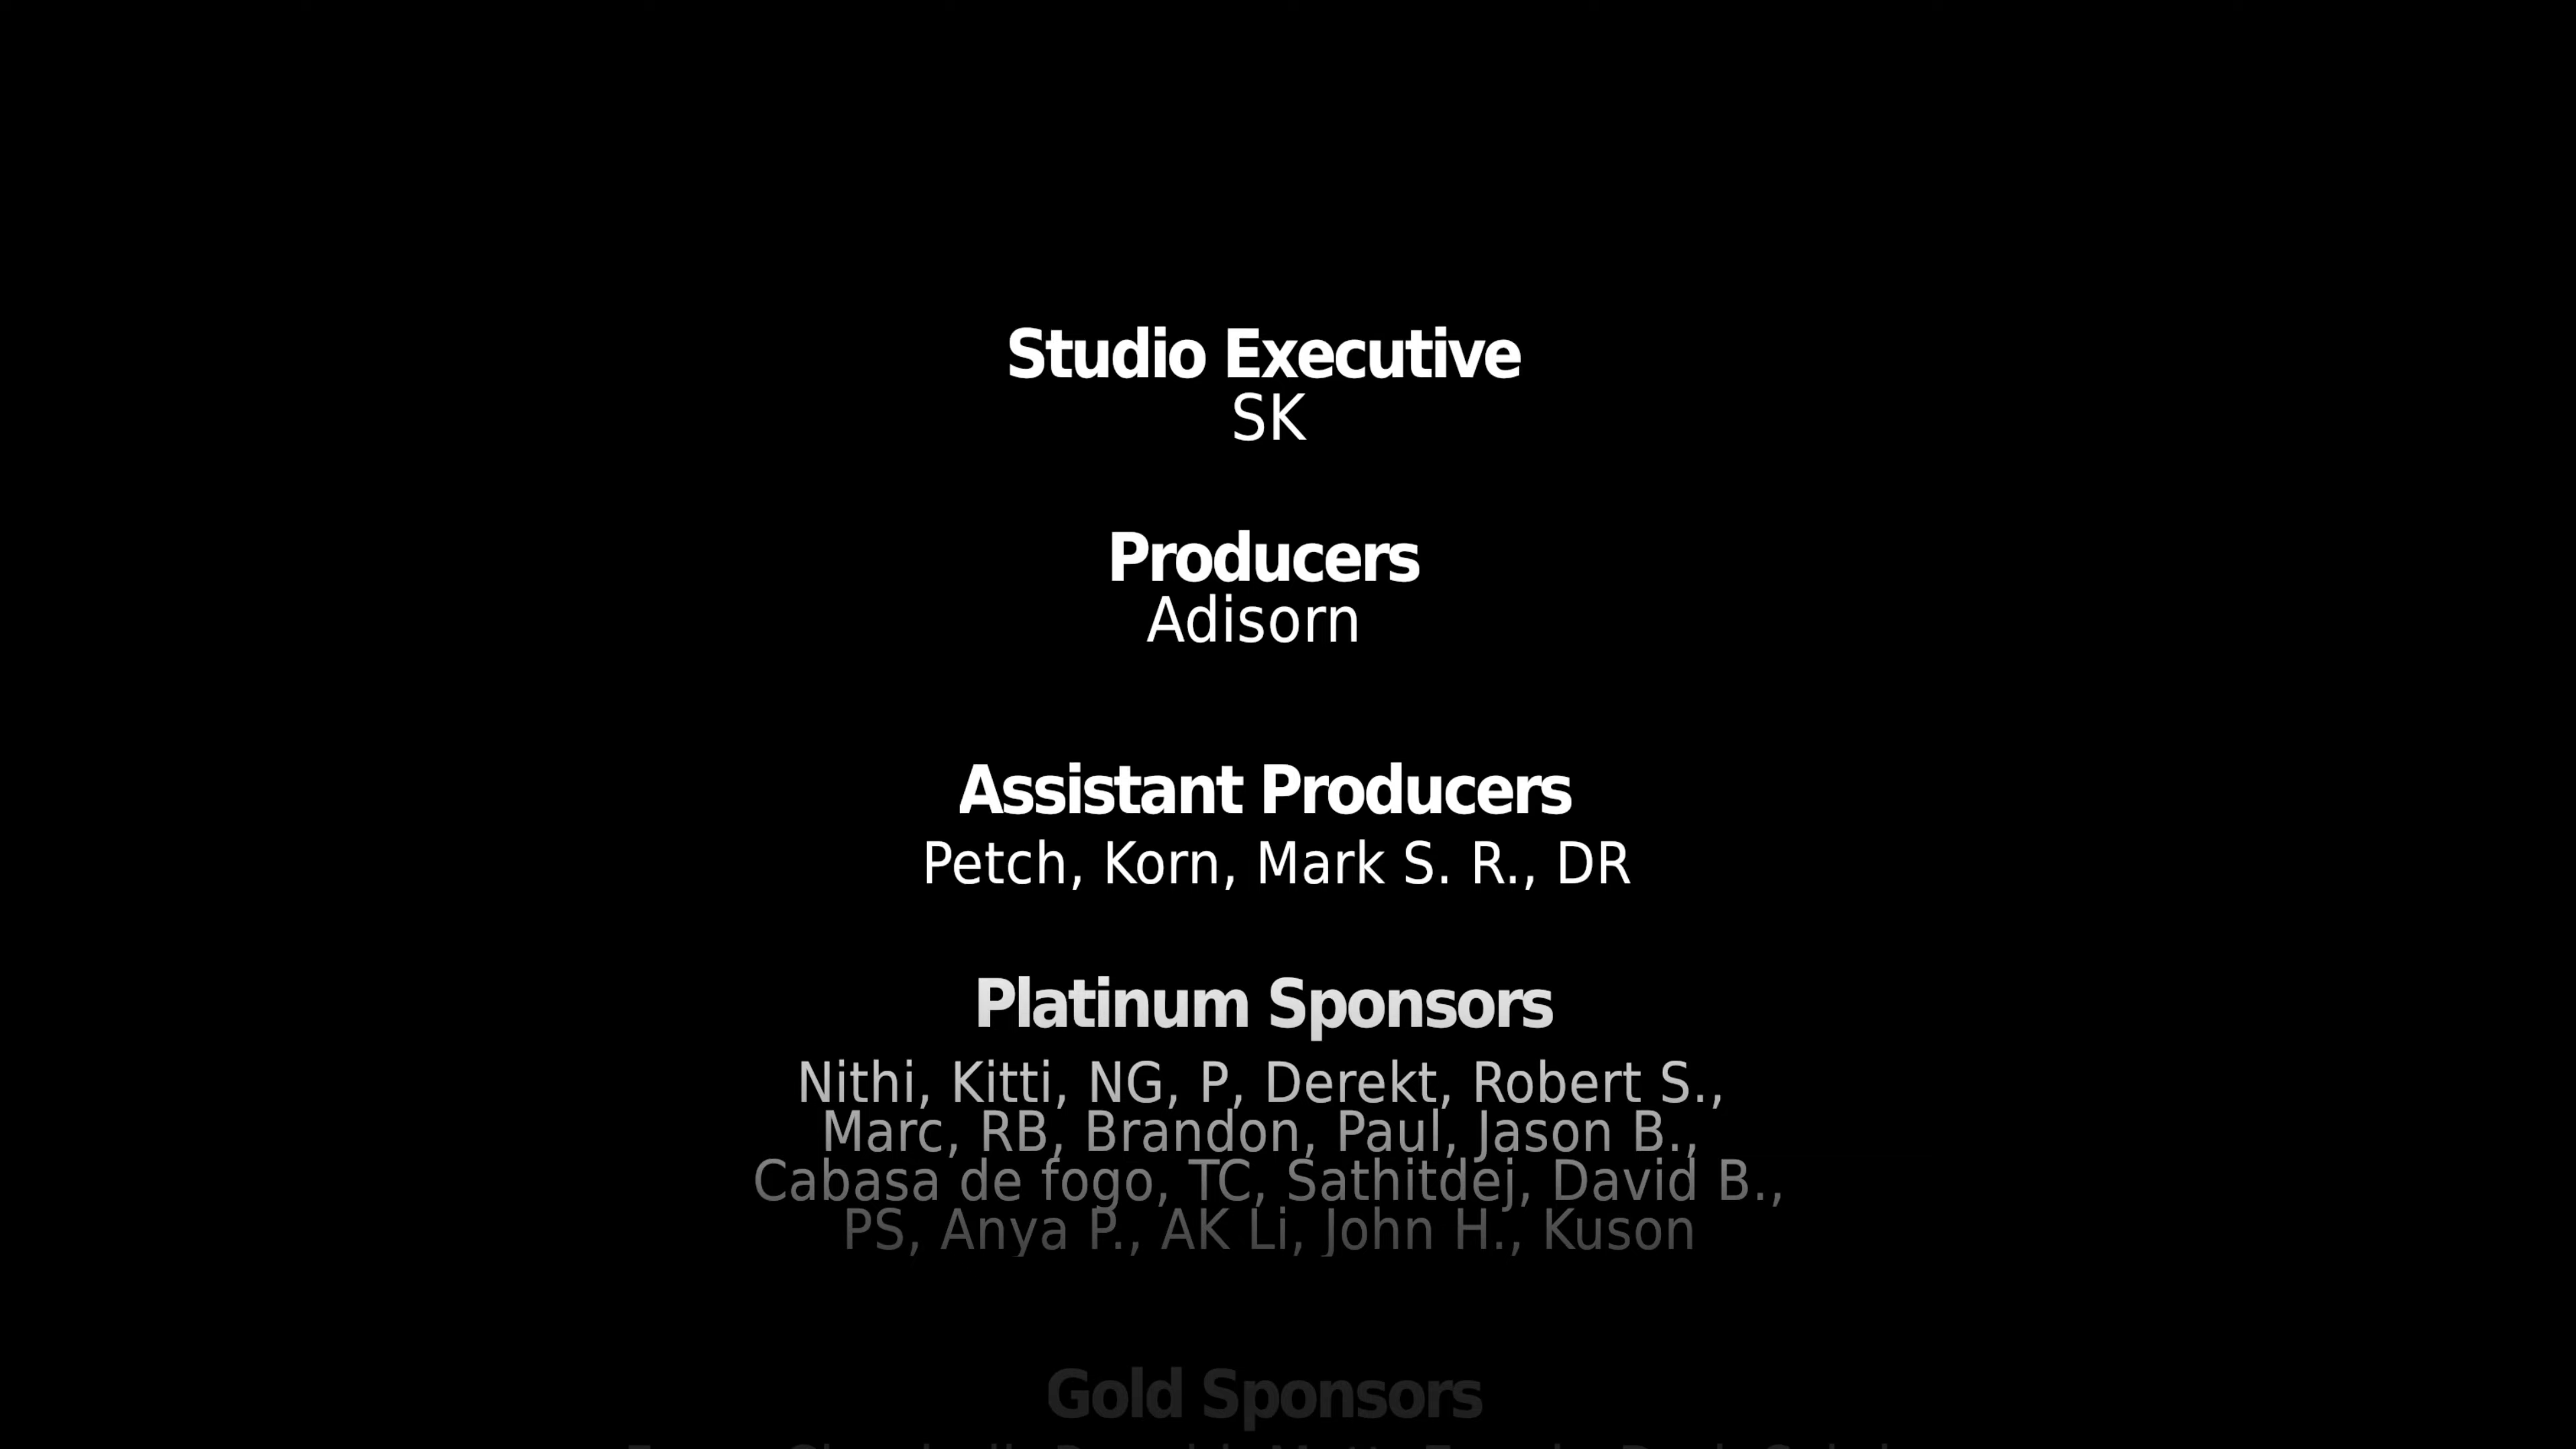 Studio Executive
SK
Producers
Adisorn
Assistant Producers
Petch, Korn, Mark S. R., DR
Platinum Sponsors
Nithi, Kitti, NG, P, Derekt, Robert S.,
Marc, RB, Brandon, Paul, Jason B.,
Cabasa de fogo, TC, Sathitdej, David B.,
PS, Anya P., AK Li, John H., Kuson
Gold Sponsors